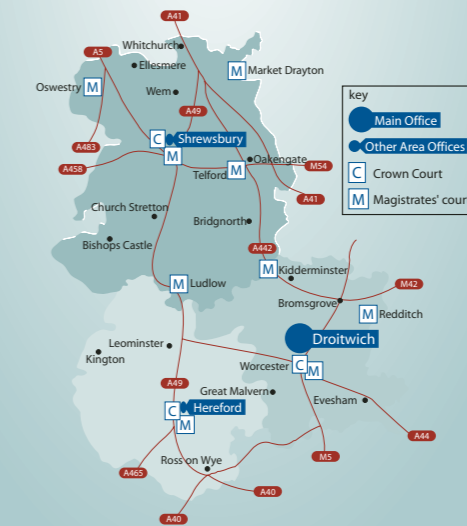 A41
Whitchurch
A5
Ellesmere
M Market Drayton
Oswestry M
Wem
key
Main Office
Other Area Offices
C Crown Court
M Magistrates' cour
A49
C Shrewsbury
M
A483
A458
Oakengate
M54
Telford M
A41
Church Stretton
Bridgnorth
Bishops Castle
A442
M Kidderminster
M Ludlow
M42
Bromsgrove
M Redditch
Droitwich
Leominster
Kington
Worcester C M
A49
Great Malvern
Evesham
C Hereford
M
A44
M5
Ross on Wye
A465
A40
A40